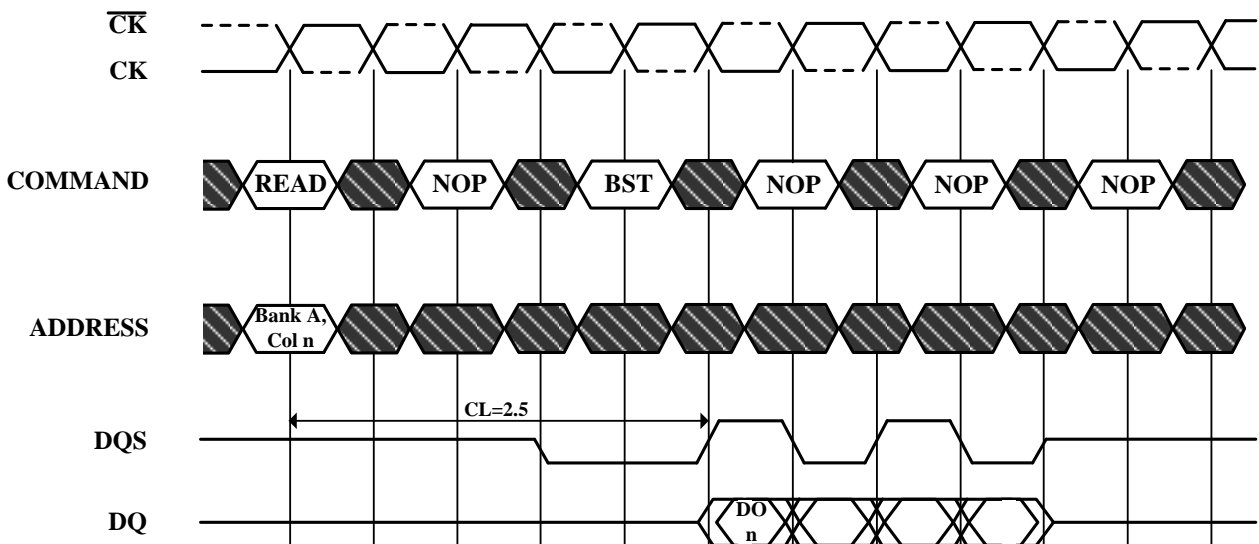 CK
CK
COMMAND
READ
NOP
BST
NOP
NOP
NOP
ADDRESS
Bank A,
Col n
CL=2.5
DQS
DQ
DO
n